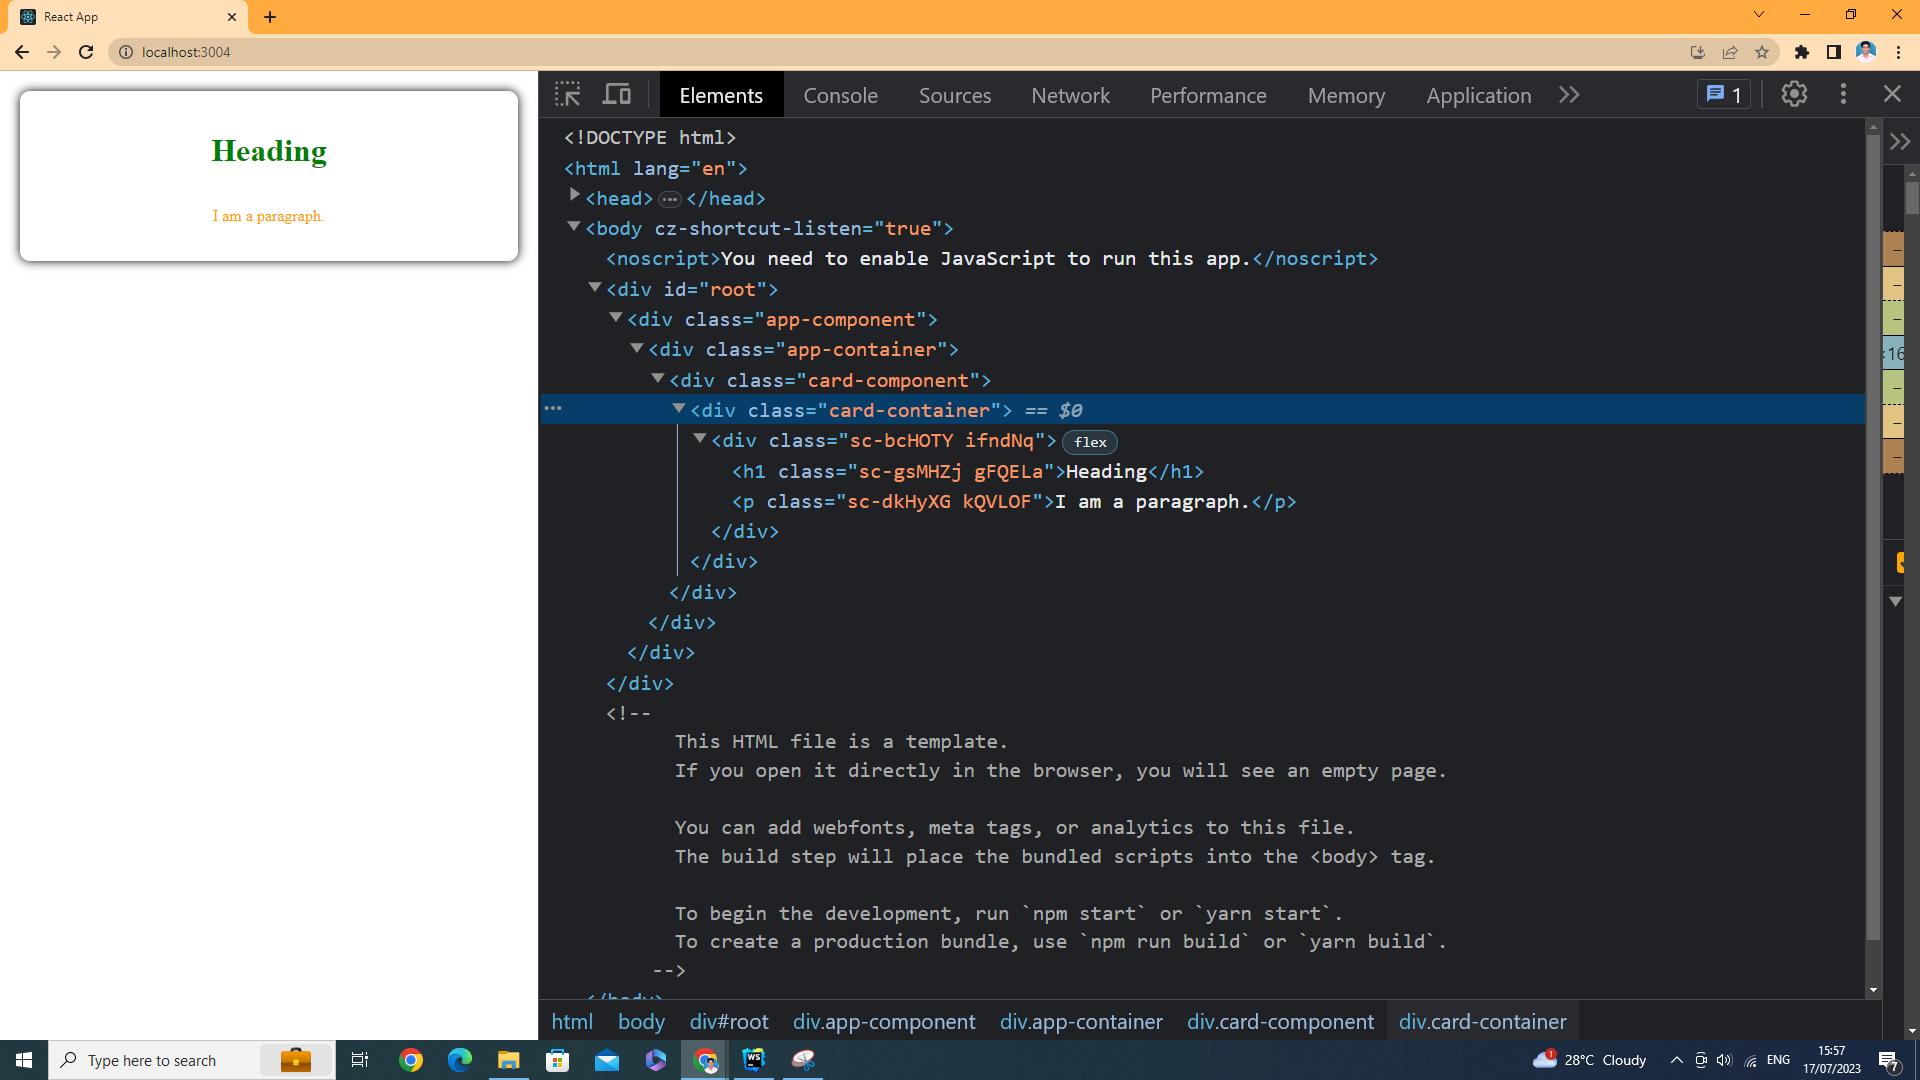 React App
localhost:3004
Heading
I am a paragraph.
Elements Console Sources Network Performance Memory Application 1
<!DOCTYPE html>
<html lang="en">
<head> ⋯ </head>
<body cz-shortcut-listen="true">
<noscript>You need to enable JavaScript to run this app.</noscript>
<div id="root">
<div class="app-component">
<div class="app-container">
<div class="card-component">
<div class="card-container"> == $0
<div class="sc-bcHOTY ifndNq"> flex
<h1 class="sc-gsMHZj gFQELa">Heading</h1>
<p class="sc-dkHyXG kQVLOF">I am a paragraph.</p>
</div>
</div>
</div>
</div>
</div>
</div>
<!--
This HTML file is a template.
If you open it directly in the browser, you will see an empty page.
You can add webfonts, meta tags, or analytics to this file.
The build step will place the bundled scripts into the <body> tag.
To begin the development, run `npm start` or `yarn start`.
To create a production bundle, use `npm run build` or `yarn build`.
-->
</body>
html body div#root div.app-component div.app-container div.card-component div.card-container
Type here to search
WS
1 28°C Cloudy ENG
15:57
17/07/2023
7